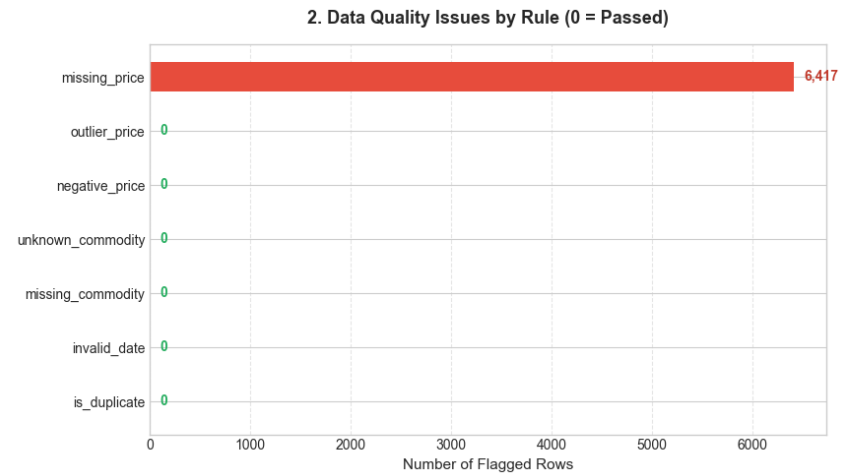 2. Data Quality Issues by Rule (0 = Passed)
missing_price 6,417
outlier_price 0
negative_price 0
unknown_commodity 0
missing_commodity 0
invalid_date 0
is_duplicate 0
0 1000 2000 3000 4000 5000 6000
Number of Flagged Rows